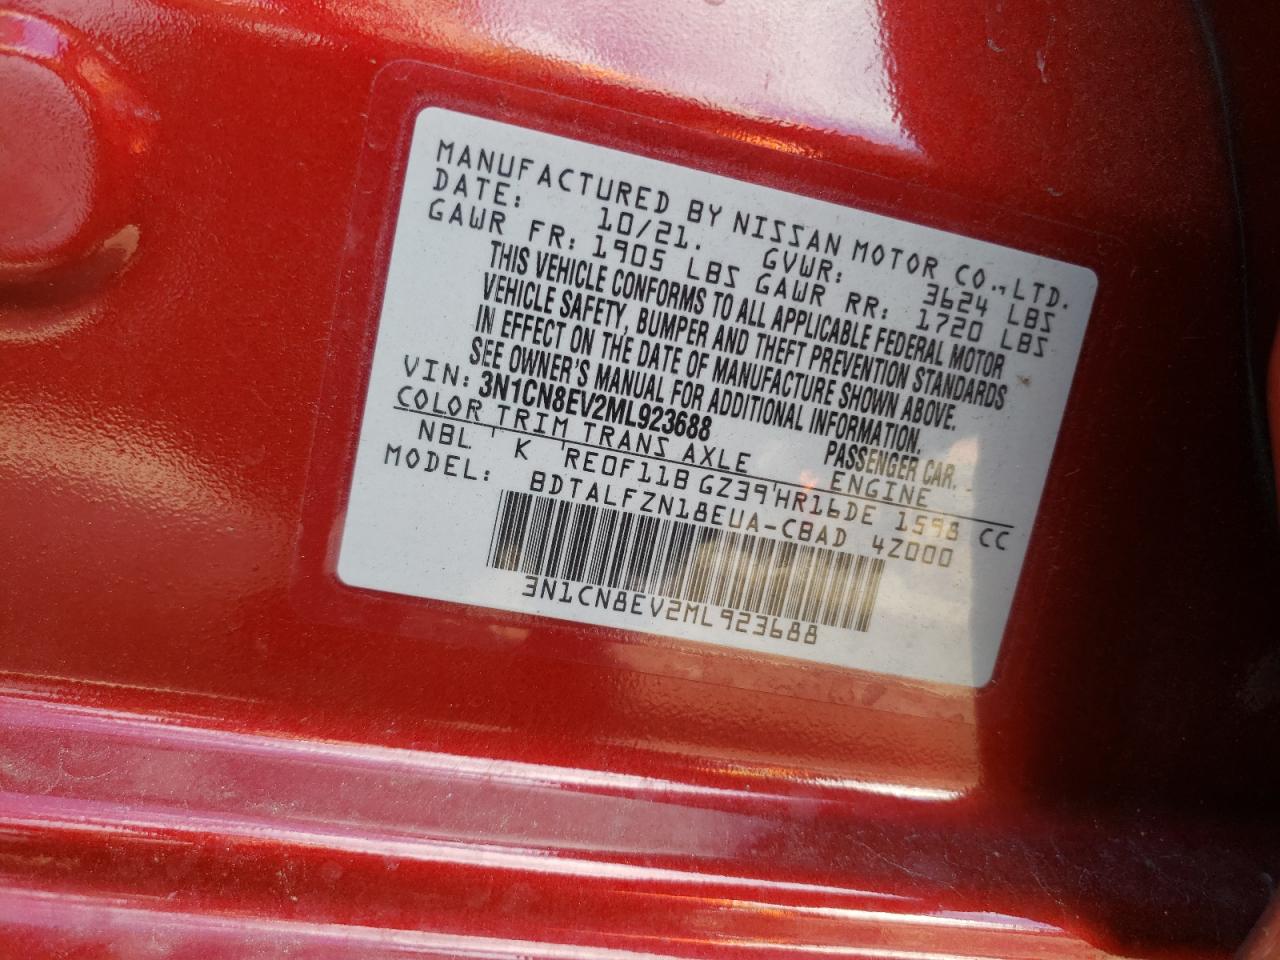 MANUFACTURED BY NISSAN MOTOR CO.,LTD.
DATE: 10/21. GVWR: 3624 LBS
GAWR FR: 1905 LBS GAWR RR: 1720 LBS
THIS VEHICLE CONFORMS TO ALL APPLICABLE FEDERAL MOTOR
VEHICLE SAFETY, BUMPER AND THEFT PREVENTION STANDARDS
IN EFFECT ON THE DATE OF MANUFACTURE SHOWN ABOVE.
SEE OWNER'S MANUAL FOR ADDITIONAL INFORMATION.
VIN: 3N1CN8EV2ML923688 PASSENGER CAR.
COLOR TRIM TRANS AXLE ENGINE
NBL K RE0F11B GZ39 HR16DE 1598 CC
MODEL: BDTALFZN18EUA-CBAD 4Z000
3N1CN8EV2ML923688